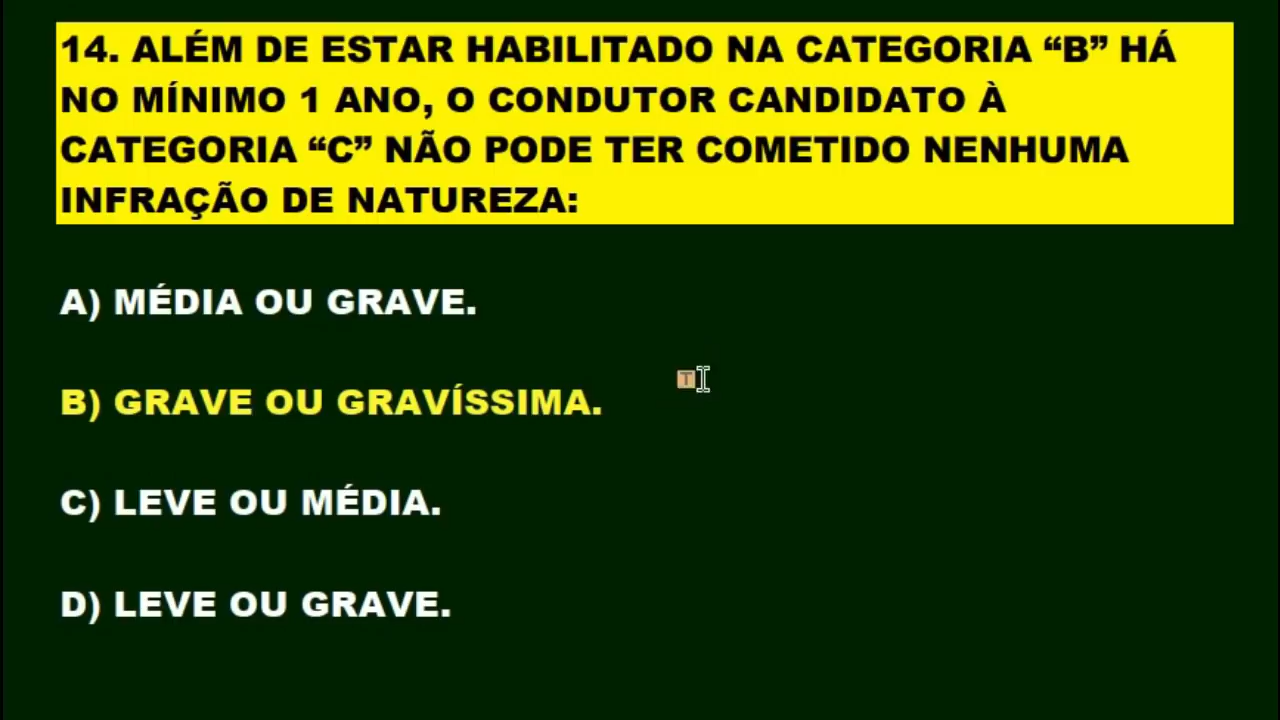 14. ALÉM DE ESTAR HABILITADO NA CATEGORIA “B” HÁ
NO MÍNIMO 1 ANO, O CONDUTOR CANDIDATO À
CATEGORIA “C” NÃO PODE TER COMETIDO NENHUMA
INFRAÇÃO DE NATUREZA:
A) MÉDIA OU GRAVE.
T
B) GRAVE OU GRAVÍSSIMA.
C) LEVE OU MÉDIA.
D) LEVE OU GRAVE.